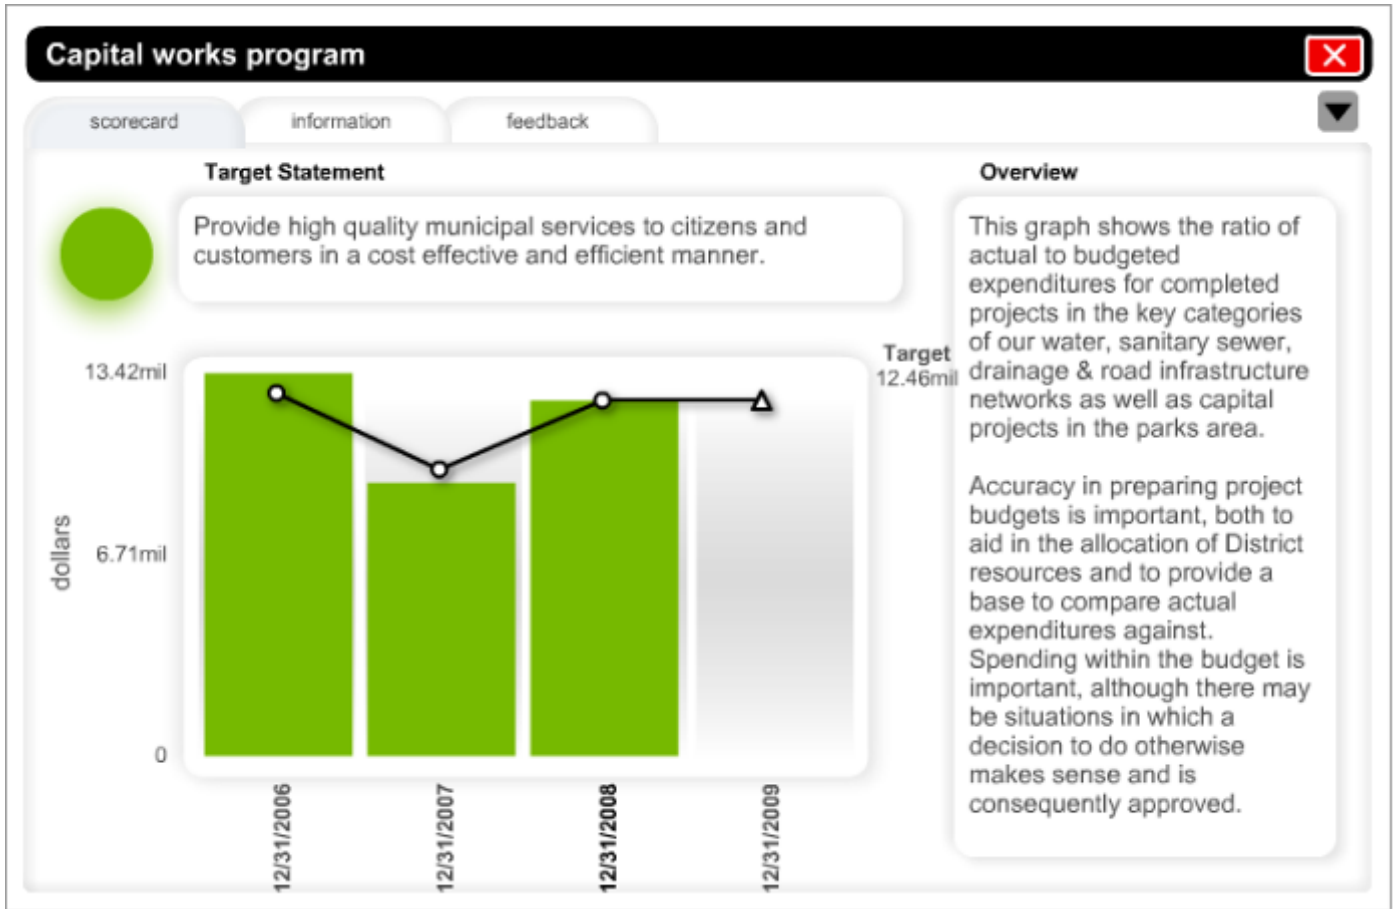 Capital works program
scorecard
information
feedback
Target Statement
Provide high quality municipal services to citizens and
customers in a cost effective and efficient manner.
Overview
This graph shows the ratio of
actual to budgeted
expenditures for completed
projects in the key categories
of our water, sanitary sewer,
drainage & road infrastructure
networks as well as capital
projects in the parks area.
Accuracy in preparing project
budgets is important, both to
aid in the allocation of District
resources and to provide a
base to compare actual
expenditures against.
Spending within the budget is
important, although there may
be situations in which a
decision to do otherwise
makes sense and is
consequently approved.
Target
12.46mil
13.42mil
6.71mil
0
dollars
12/31/2006
12/31/2007
12/31/2008
12/31/2009